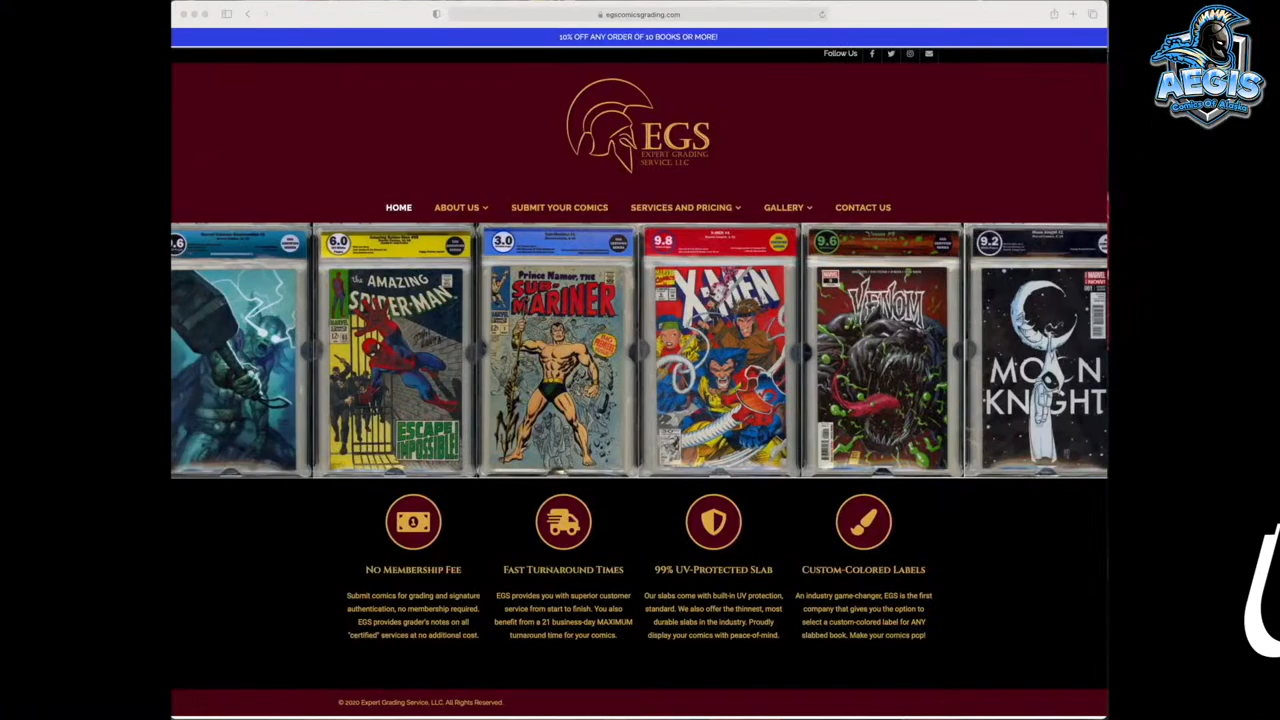 egscomicsgrading.com
10% OFF ANY ORDER OF 10 BOOKS OR MORE!
Follow Us
AEGIS
Comics Of Alaska
EGS
EXPERT GRADING
SERVICE, LLC
HOME ABOUT US SUBMIT YOUR COMICS SERVICES AND PRICING GALLERY CONTACT US
6.0
3.0
9.8
9.6
9.2
THE AMAZING
SPIDER-MAN
ESCAPE
IMPOSSIBLE!
Prince Namor, THE
SUB-MARINER
X-MEN
VENOM
MARVEL
MOON
KNIGHT
NO MEMBERSHIP FEE
Submit comics for grading and signature
authentication, no membership required.
EGS provides grader's notes on all
"certified" services at no additional cost.
FAST TURNAROUND TIMES
EGS provides you with superior customer
service from start to finish. You also
benefit from a 21 business-day MAXIMUM
turnaround time for your comics.
99% UV-PROTECTED SLAB
Our slabs come with built-in UV protection,
standard. We also offer the thinnest, most
durable slabs in the industry. Proudly
display your comics with peace-of-mind.
CUSTOM-COLORED LABELS
An industry game-changer, EGS is the first
company that gives you the option to
select a custom-colored label for ANY
slabbed book. Make your comics pop!
© 2020 Expert Grading Service, LLC. All Rights Reserved.